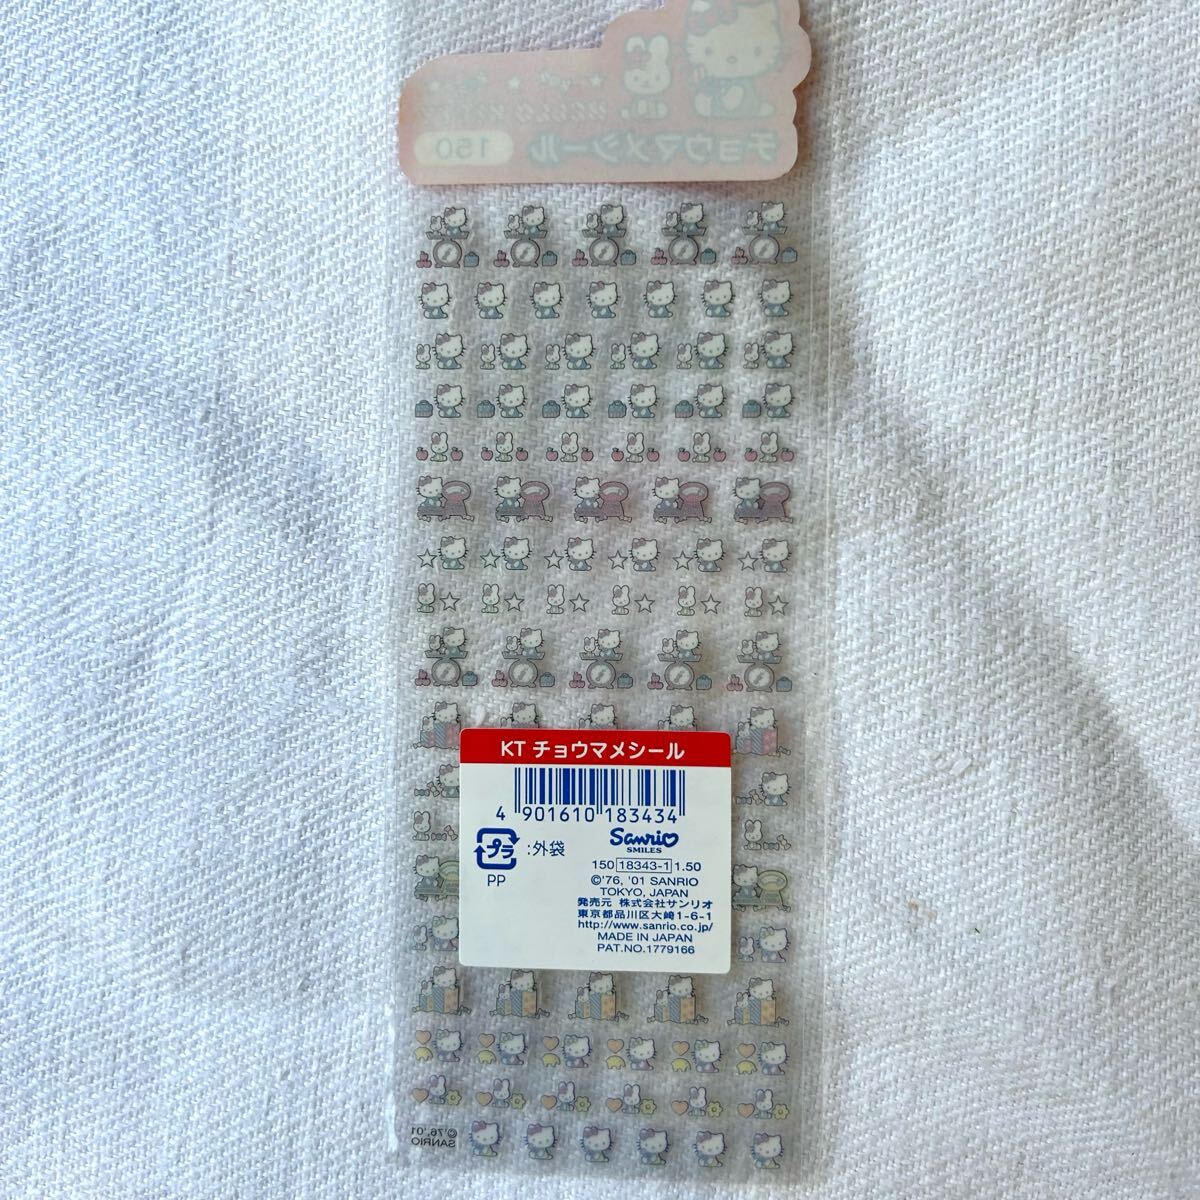 チョウマメシール
150
KT チョウマメシール
4 901610 183434
プラ :外袋
PP
Sanrio
SMILES
150 18343-1 1.50
©'76, '01 SANRIO
TOKYO, JAPAN
発売元 株式会社サンリオ
東京都品川区大崎1-6-1
http://www.sanrio.co.jp/
MADE IN JAPAN
PAT.NO.1779166
©'76,'01
SANRIO